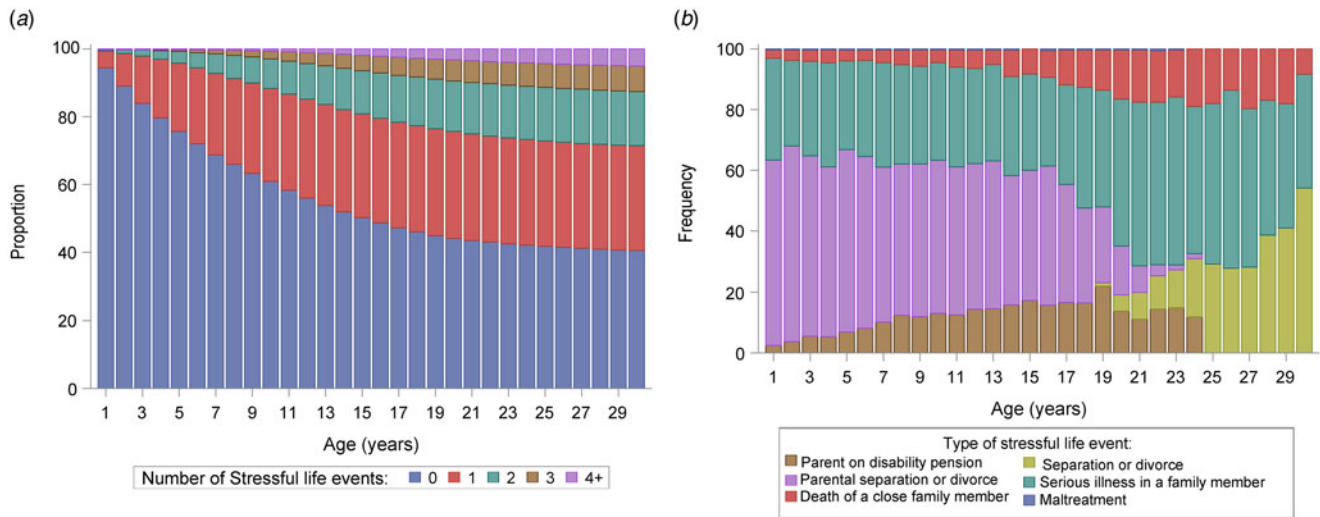 (a)
100
80
60
40
20
0
Proportion
1 3 5 7 9 11 13 15 17 19 21 23 25 27 29
Age (years)
Number of Stressful life events: 0 1 2 3 4+
(b)
100
80
60
40
20
0
Frequency
1 3 5 7 9 11 13 15 17 19 21 23 25 27 29
Age (years)
Type of stressful life event:
Parent on disability pension Separation or divorce
Parental separation or divorce Serious illness in a family member
Death of a close family member Maltreatment